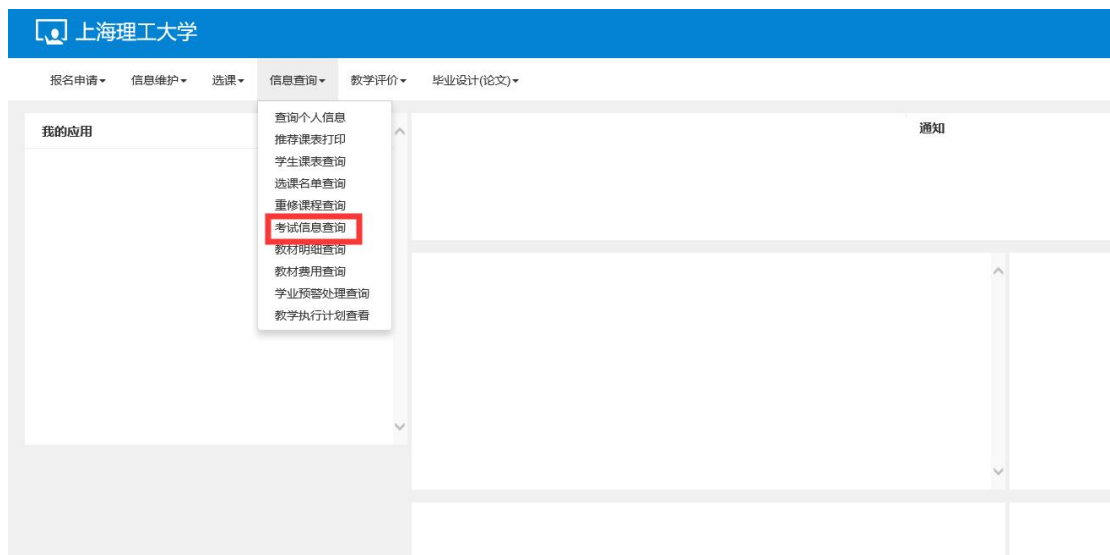 上海理工大学
报名申请 信息维护 选课 信息查询 教学评价 毕业设计(论文)
查询个人信息
推荐课表打印
学生课表查询
选课名单查询
重修课程查询
考试信息查询
教材明细查询
教材费用查询
学业预警处理查询
教学执行计划查看
我的应用
通知